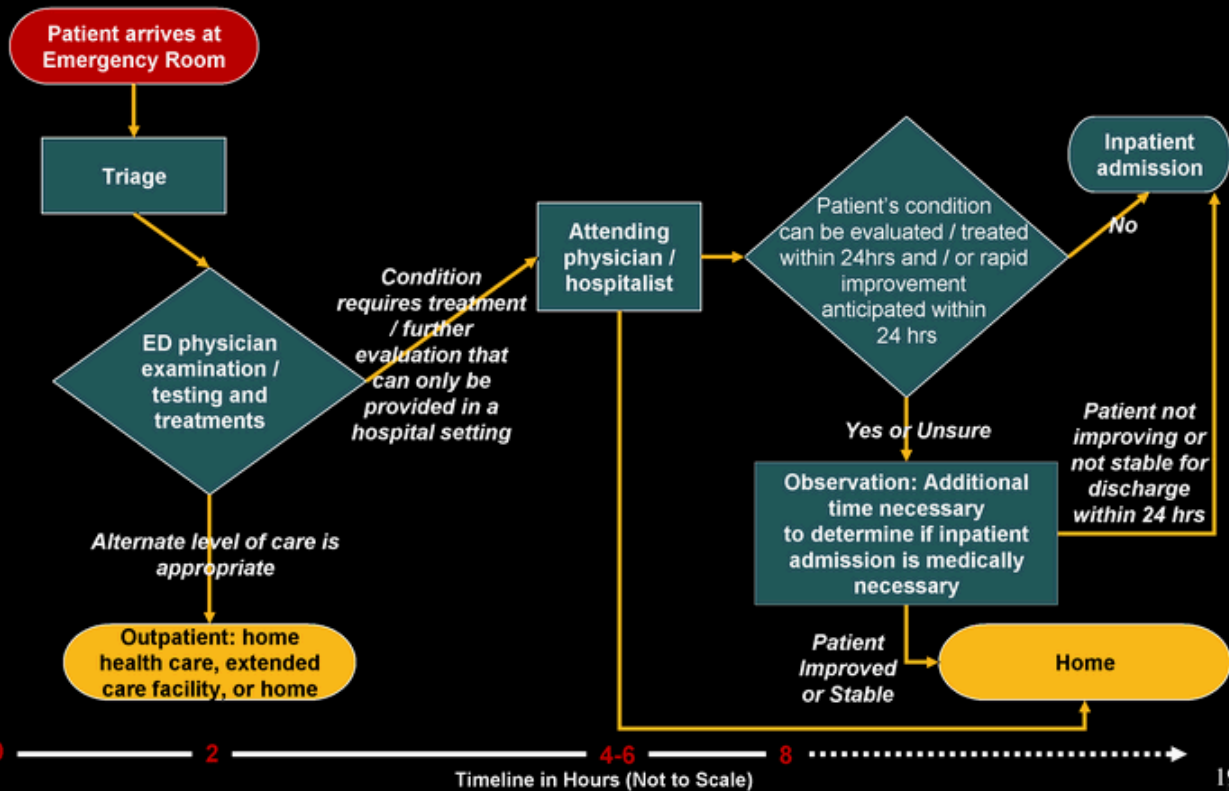 Patient arrives at
Emergency Room
Triage
ED physician
examination /
testing and
treatments
Condition
requires treatment
/ further
evaluation that
can only be
provided in a
hospital setting
Alternate level of care is
appropriate
Outpatient: home
health care, extended
care facility, or home
Attending
physician /
hospitalist
Patient's condition
can be evaluated / treated
within 24hrs and / or rapid
improvement
anticipated within
24 hrs
No
Inpatient
admission
Yes or Unsure
Observation: Additional
time necessary
to determine if inpatient
admission is medically
necessary
Patient not
improving or
not stable for
discharge
within 24 hrs
Patient
Improved
or Stable
Home
2
4-6
8
Timeline in Hours (Not to Scale)